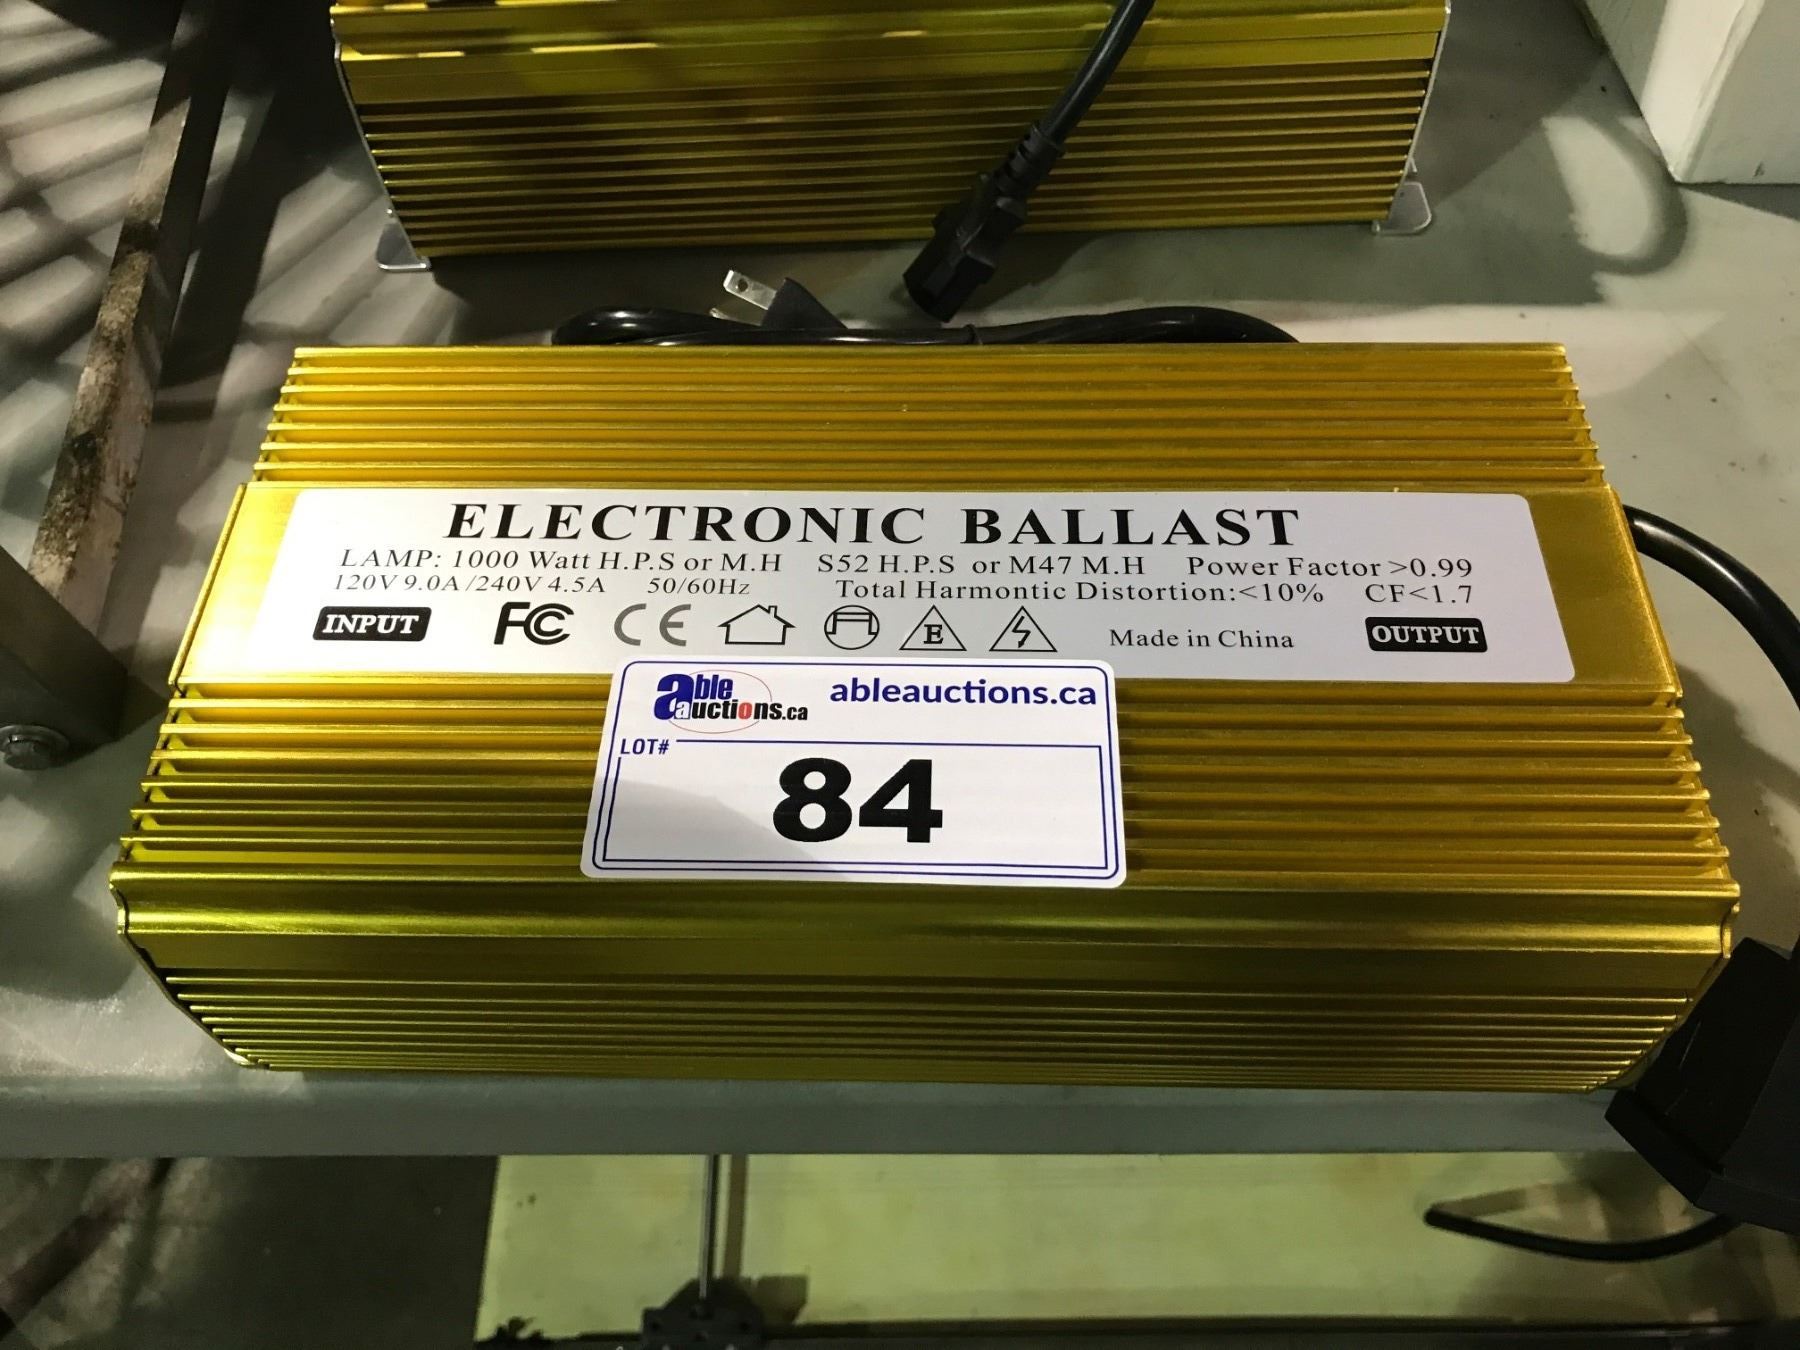 ELECTRONIC BALLAST
LAMP: 1000 Watt H.P.S or M.H S52 H.P.S or M47 M.H Power Factor >0.99
120V 9.0A /240V 4.5A 50/60Hz Total Harmontic Distortion:<10% CF<1.7
INPUT FC CE E Made in China OUTPUT
able auctions.ca ableauctions.ca
LOT#
84